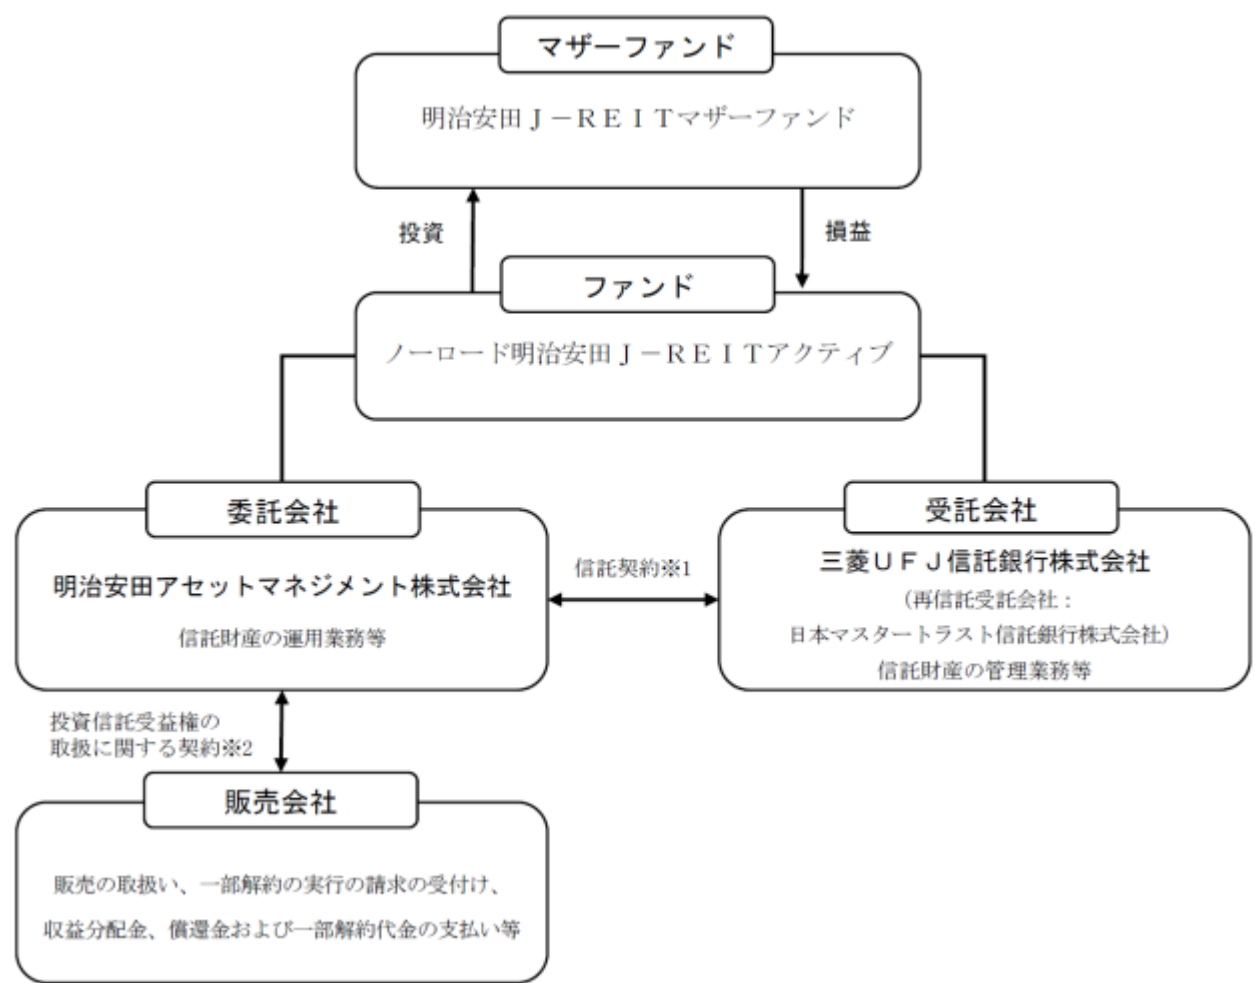 マザーファンド
明治安田Ｊ－ＲＥＩＴマザーファンド
投資
損益
ファンド
ノーロード明治安田Ｊ－ＲＥＩＴアクティブ
委託会社
明治安田アセットマネジメント株式会社
信託財産の運用業務等
信託契約※1
受託会社
三菱ＵＦＪ信託銀行株式会社
（再信託受託会社：
日本マスタートラスト信託銀行株式会社）
信託財産の管理業務等
投資信託受益権の
取扱に関する契約※2
販売会社
販売の取扱い、一部解約の実行の請求の受付け、
収益分配金、償還金および一部解約代金の支払い等